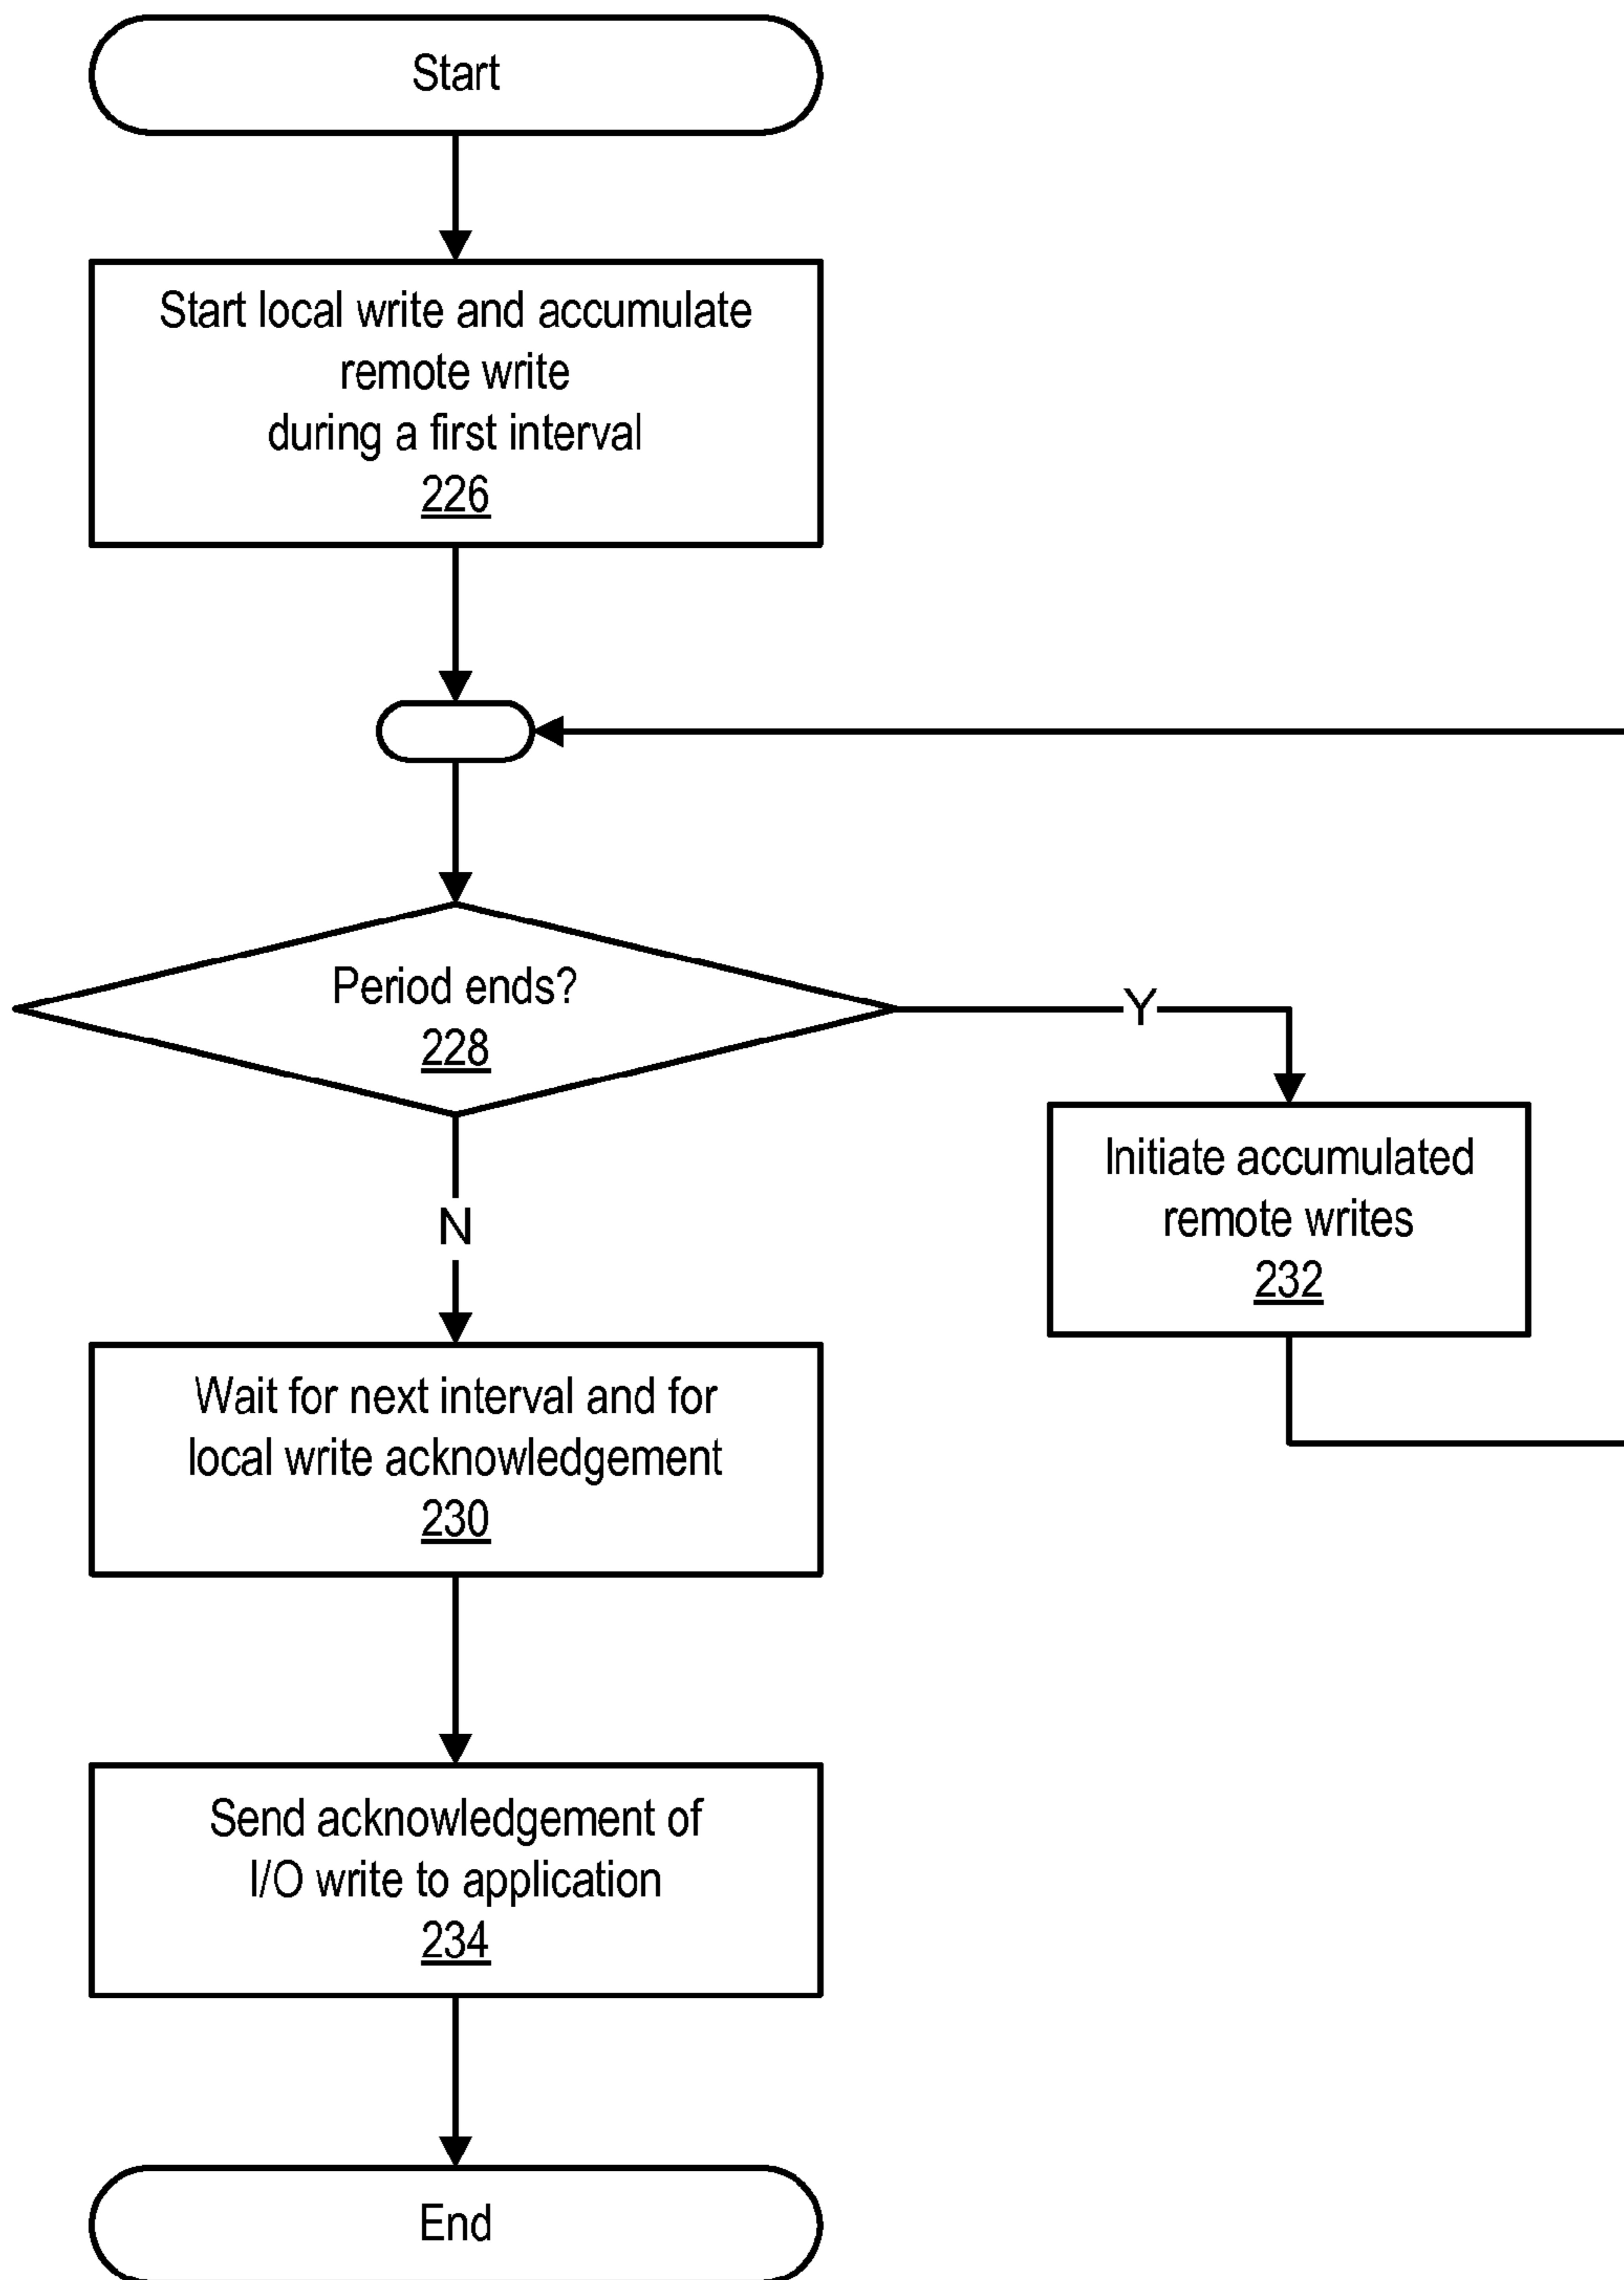 Start
Start local write and accumulate
remote write
during a first interval
226
Period ends?
228
Y
N
Initiate accumulated
remote writes
232
Wait for next interval and for
local write acknowledgement
230
Send acknowledgement of
I/O write to application
234
End